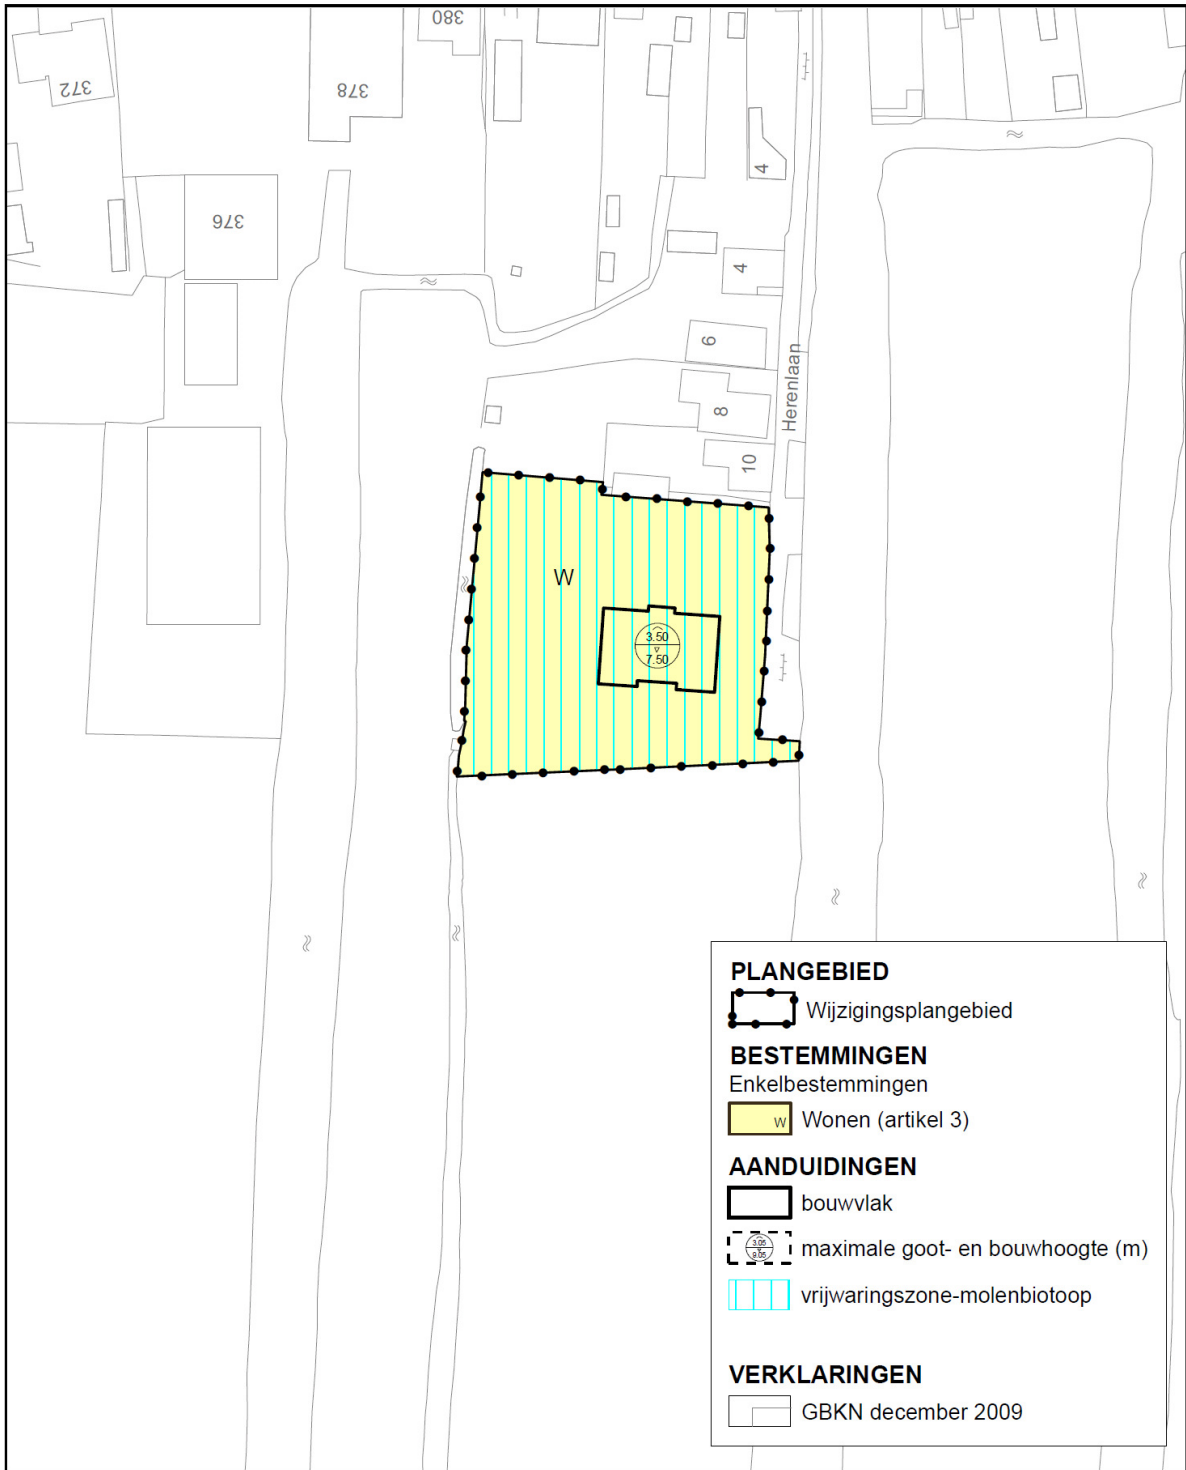 380
372
378
376
4
4
6
Herenlaan
8
10
W
3.50
7.50
PLANGEBIED
Wijzigingsplangebied
BESTEMMINGEN
Enkelbestemmingen
W Wonen (artikel 3)
AANDUIDINGEN
bouwvlak
3.05
9.05
maximale goot- en bouwhoogte (m)
vrijwaringszone-molenbiotoop
VERKLARINGEN
GBKN december 2009